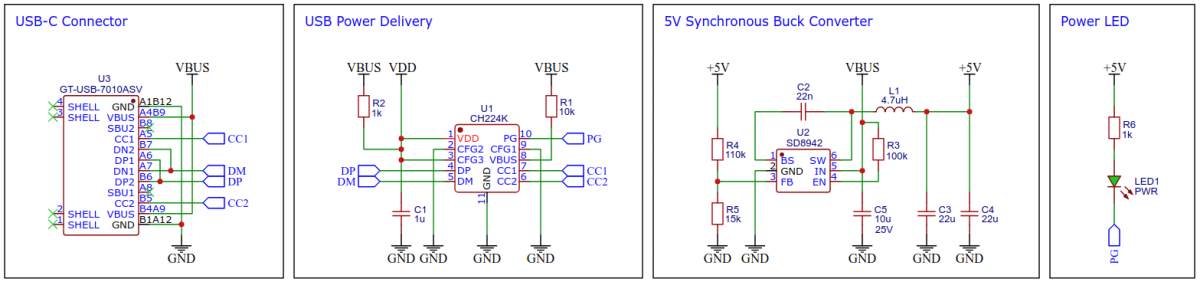 USB-C Connector
VBUS
U3
GT-USB-7010ASV
4 SHELL GND A1B12
3 SHELL VBUS A4B9
SBU2 B8
CC1 A5 CC1
DN2 B7
DP1 A6
DN1 A7 DM
DP2 B6 DP
SBU1 A8
CC2 B5 CC2
2 SHELL VBUS B4A9
1 SHELL GND B1A12
GND
USB Power Delivery
VBUS VDD VBUS
R2
1k
R1
10k
U1
CH224K
1 VDD PG 10 PG
2 CFG2 CFG1 9
3 CFG3 VBUS 8
DP 4 DP CC1 7 CC1
DM 5 DM CC2 6 CC2
GND
11
C1
1u
GND GND GND GND
5V Synchronous Buck Converter
+5V VBUS +5V
C2
22n
L1
4.7uH
U2
SD8942
R4
110k
R3
100k
1 BS SW 6
2 GND IN 5
3 FB EN 4
R5
15k
C5
10u
25V
C3
22u
C4
22u
GND GND GND GND GND
Power LED
+5V
R6
1k
LED1
PWR
PG